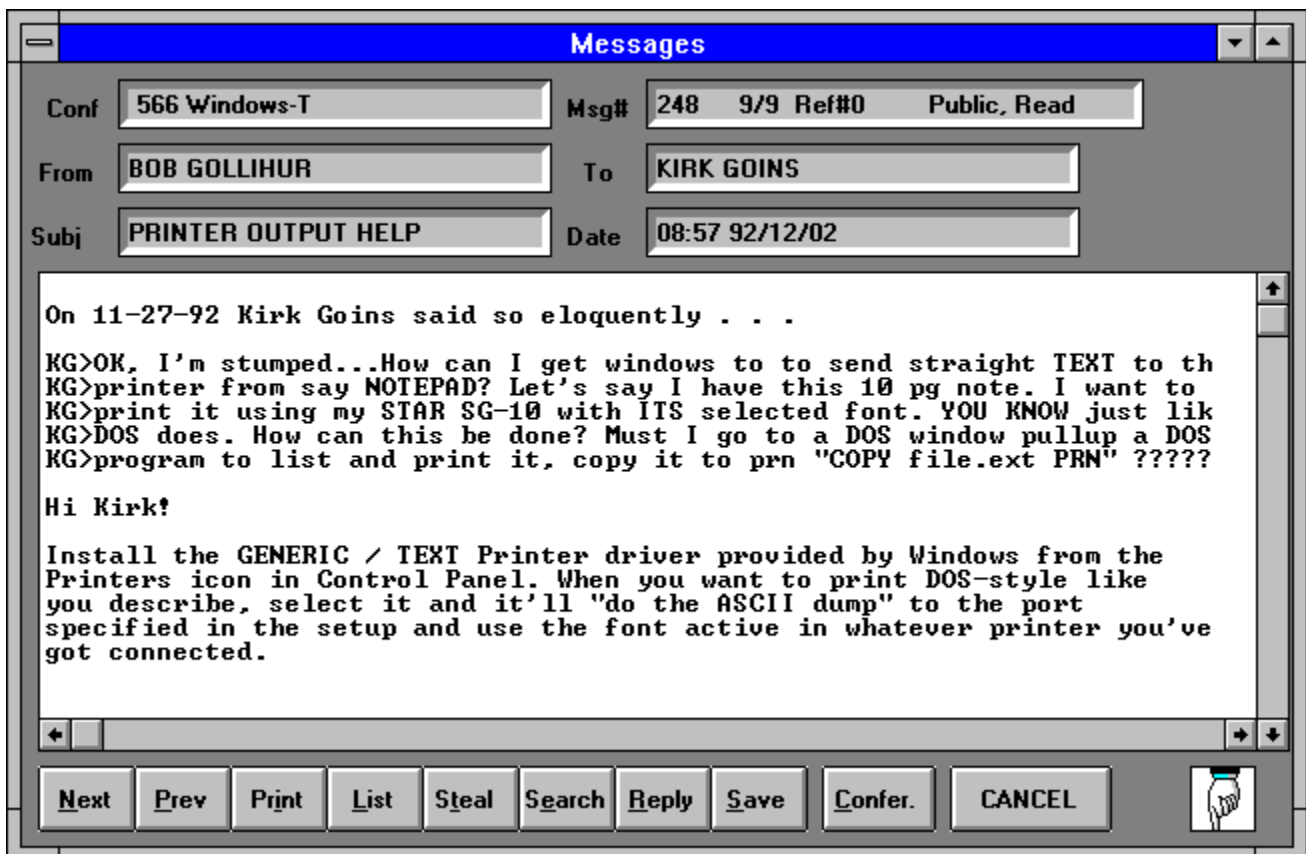 Messages
Conf 566 Windows-T Msg# 248 9/9 Ref#0 Public, Read
From BOB GOLLIHUR To KIRK GOINS
Subj PRINTER OUTPUT HELP Date 08:57 92/12/02
On 11-27-92 Kirk Goins said so eloquently . . .
KG>OK, I'm stumped...How can I get windows to to send straight TEXT to th
KG>printer from say NOTEPAD? Let's say I have this 10 pg note. I want to
KG>print it using my STAR SG-10 with ITS selected font. YOU KNOW just lik
KG>DOS does. How can this be done? Must I go to a DOS window pullup a DOS
KG>program to list and print it, copy it to prn "COPY file.ext PRN" ?????
Hi Kirk!
Install the GENERIC / TEXT Printer driver provided by Windows from the
Printers icon in Control Panel. When you want to print DOS-style like
you describe, select it and it'll "do the ASCII dump" to the port
specified in the setup and use the font active in whatever printer you've
got connected.
Next Prev Print List Steal Search Reply Save Confer. CANCEL